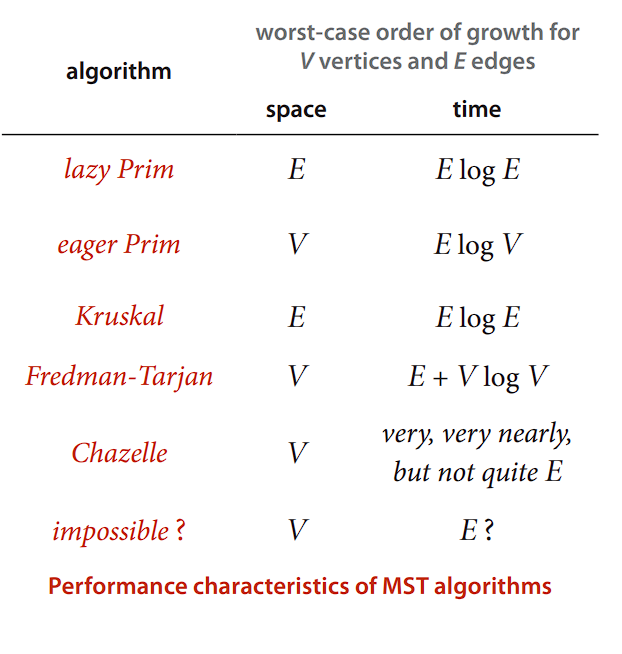 worst-case order of growth for
V vertices and E edges
algorithm
space time
lazy Prim E E log E
eager Prim V E log V
Kruskal E E log E
Fredman-Tarjan V E + V log V
Chazelle V very, very nearly,
but not quite E
impossible ? V E ?
Performance characteristics of MST algorithms